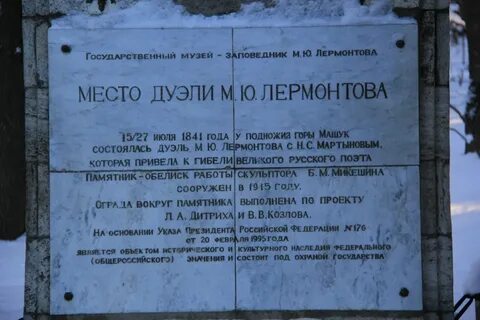 Государственный музей - заповедник М.Ю. Лермонтова
Место дуэли М.Ю. Лермонтова
15/27 июля 1841 года у подножия горы Машук
состоялась дуэль М.Ю. Лермонтова с Н.С. Мартыновым,
которая привела к гибели великого русского поэта
Памятник-обелиск работы скульптора Б.М. Микешина
сооружен в 1915 году.
Ограда вокруг памятника выполнена по проекту
Л.А. Дитриха и В.В. Козлова.
На основании Указа Президента Российской Федерации № 176
от 20 февраля 1995 года
является объектом исторического и культурного наследия федерального
(общероссийского) значения и состоит под охраной государства